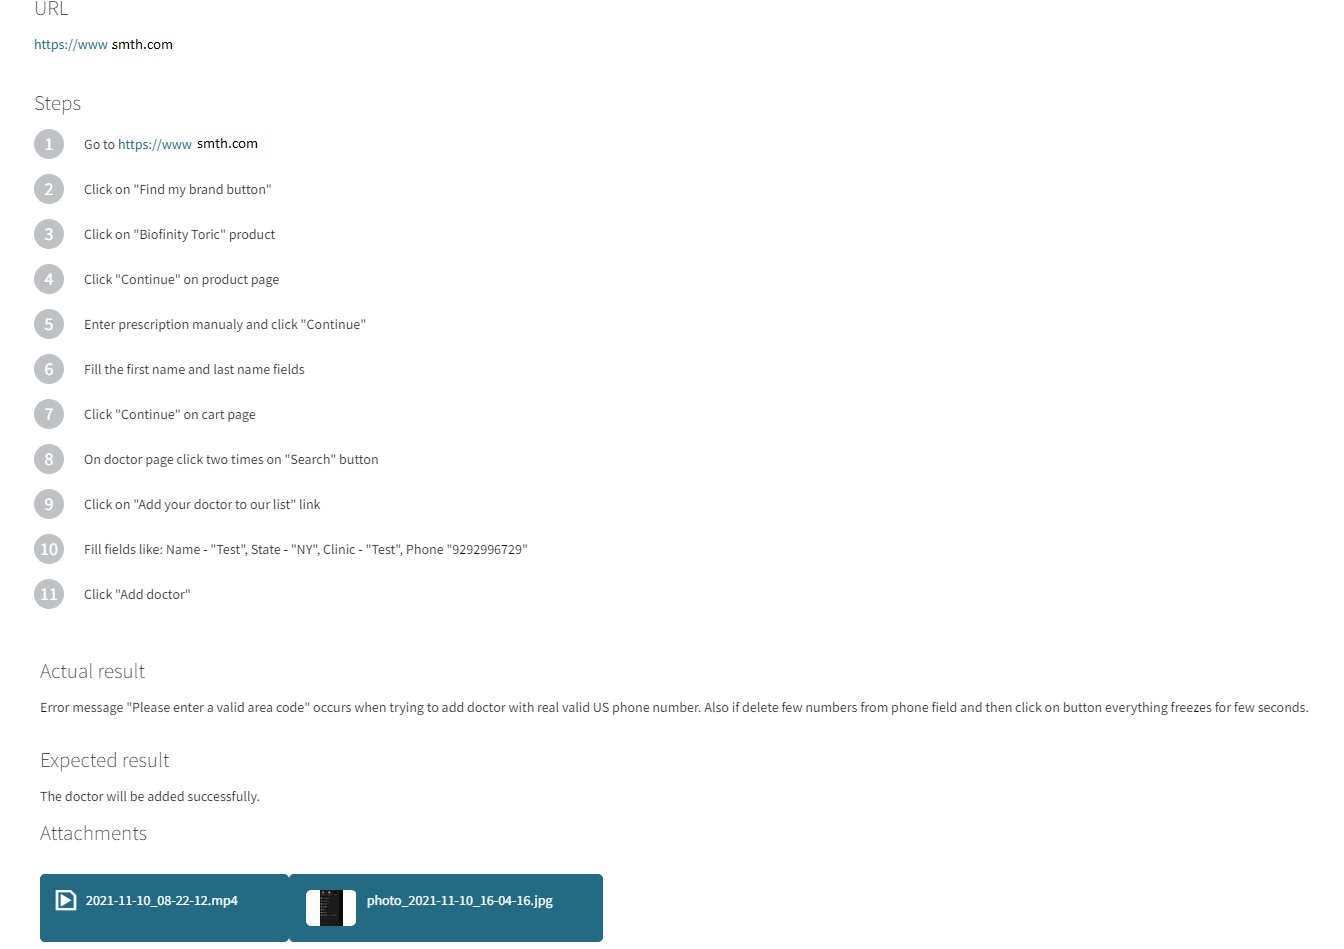 URL
https://www smth.com
Steps
1 Go to https://www smth.com
2 Click on "Find my brand button"
3 Click on "Biofinity Toric" product
4 Click "Continue" on product page
5 Enter prescription manualy and click "Continue"
6 Fill the first name and last name fields
7 Click "Continue" on cart page
8 On doctor page click two times on "Search" button
9 Click on "Add your doctor to our list" link
10 Fill fields like: Name - "Test", State - "NY", Clinic - "Test", Phone "9292996729"
11 Click "Add doctor"
Actual result
Error message "Please enter a valid area code" occurs when trying to add doctor with real valid US phone number. Also if delete few numbers from phone field and then click on button everything freezes for few seconds.
Expected result
The doctor will be added successfully.
Attachments
2021-11-10_08-22-12.mp4 photo_2021-11-10_16-04-16.jpg